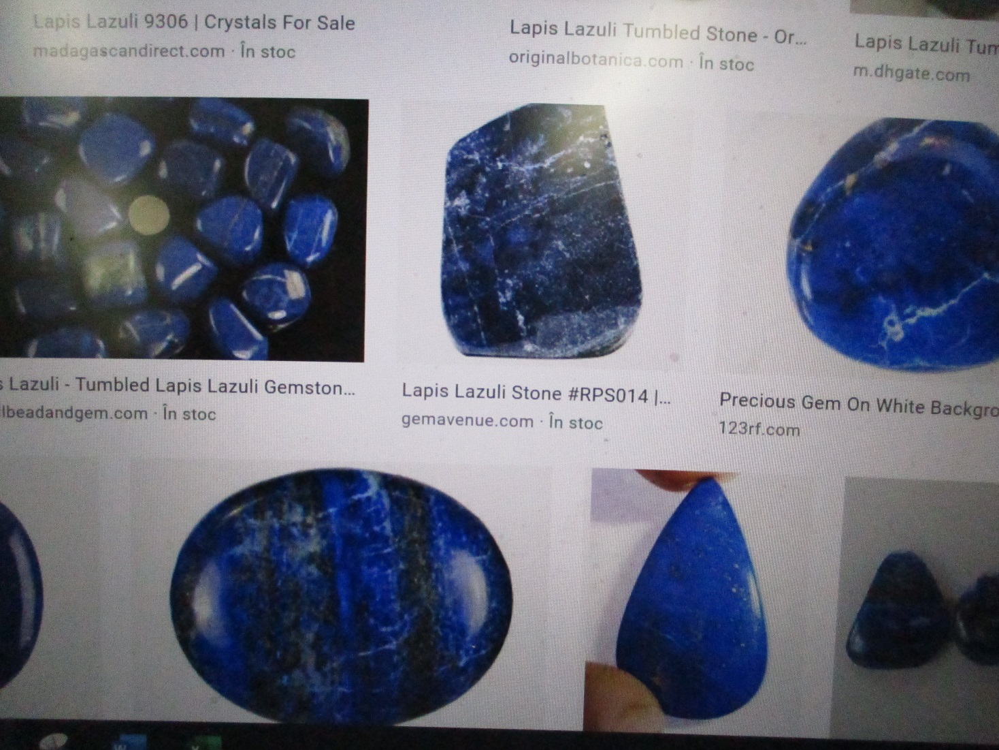 Lapis Lazuli 9306 | Crystals For Sale
madagascandirect.com · În stoc
Lapis Lazuli Tumbled Stone - Or...
originalbotanica.com · În stoc
Lapis Lazuli Tum
m.dhgate.com
s Lazuli - Tumbled Lapis Lazuli Gemston...
lbeadandgem.com · În stoc
Lapis Lazuli Stone #RPS014 |...
gemavenue.com · În stoc
Precious Gem On White Backgro
123rf.com